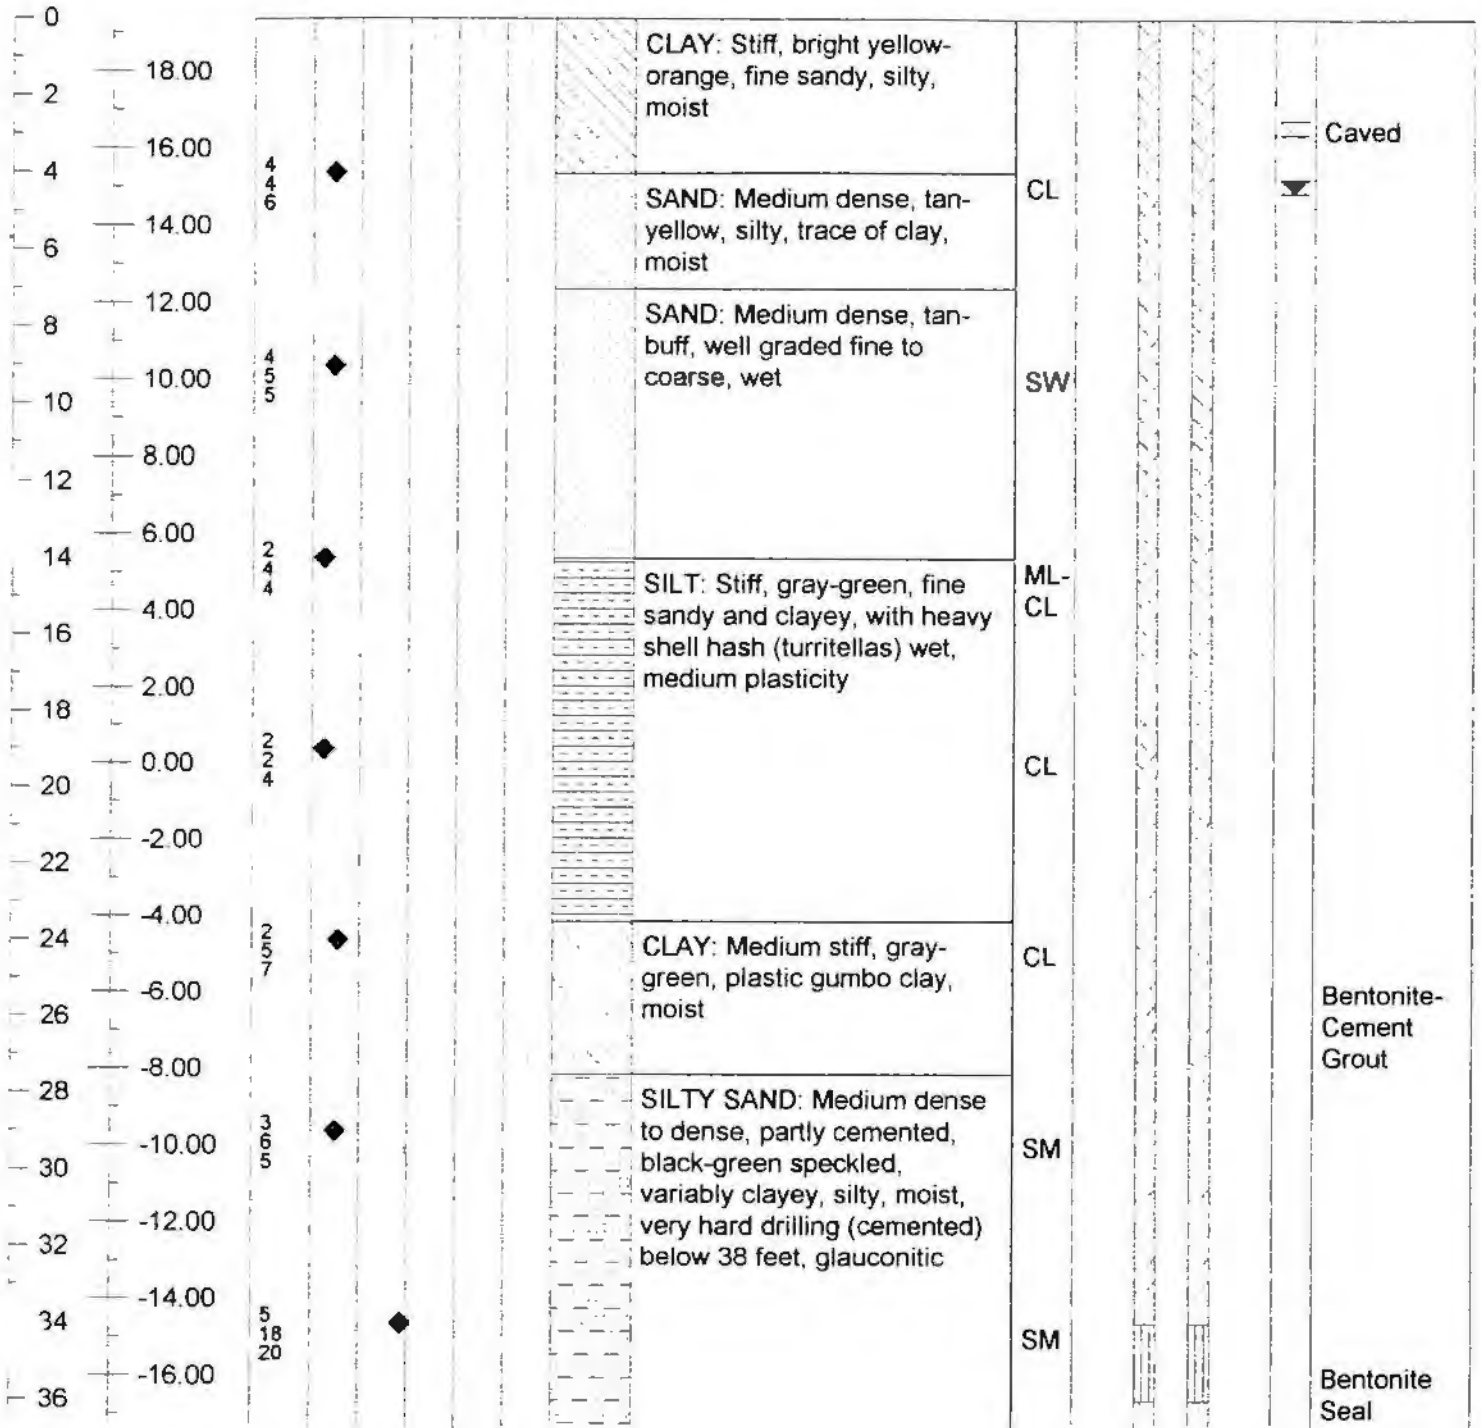 0
18.00
2
16.00
4
14.00
6
12.00
8
10.00
10
8.00
12
6.00
14
4.00
16
2.00
18
0.00
20
-2.00
22
-4.00
24
-6.00
26
-8.00
28
-10.00
30
-12.00
32
-14.00
34
-16.00
36
4
4
6
4
5
5
2
4
4
2
2
4
2
5
7
3
6
5
5
18
20
CLAY: Stiff, bright yellow-
orange, fine sandy, silty,
moist
SAND: Medium dense, tan-
yellow, silty, trace of clay,
moist
SAND: Medium dense, tan-
buff, well graded fine to
coarse, wet
SILT: Stiff, gray-green, fine
sandy and clayey, with heavy
shell hash (turritellas) wet,
medium plasticity
CLAY: Medium stiff, gray-
green, plastic gumbo clay,
moist
SILTY SAND: Medium dense
to dense, partly cemented,
black-green speckled,
variably clayey, silty, moist,
very hard drilling (cemented)
below 38 feet, glauconitic
CL
SW
ML-
CL
CL
CL
SM
SM
Caved
Bentonite-
Cement
Grout
Bentonite
Seal